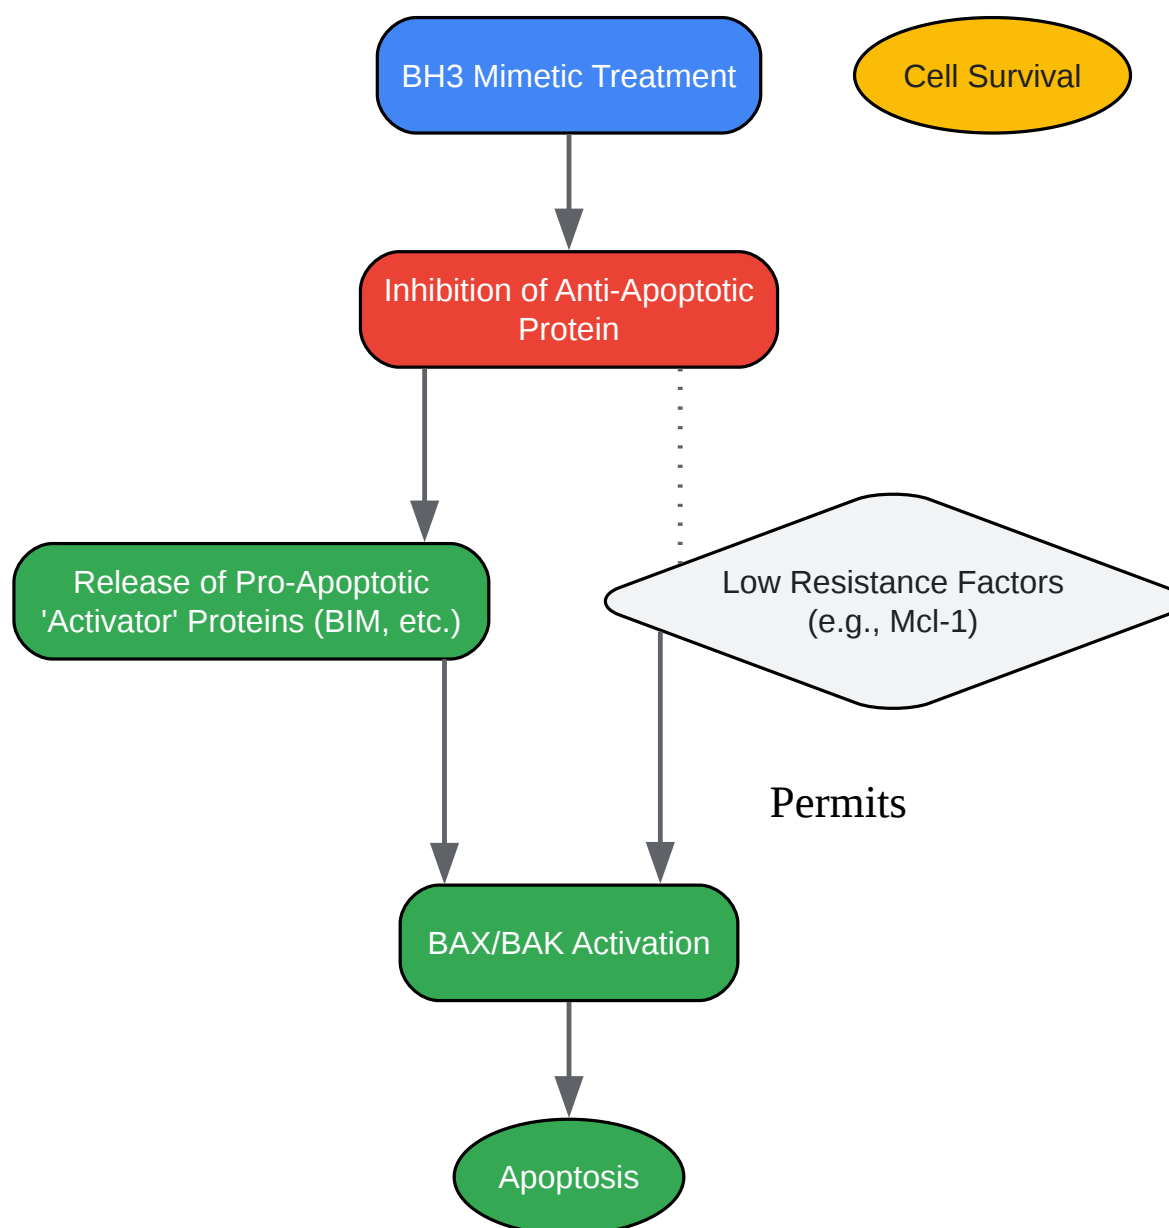 BH3 Mimetic Treatment
Cell Survival
Inhibition of Anti-Apoptotic
Protein
Release of Pro-Apoptotic
'Activator' Proteins (BIM, etc.)
Low Resistance Factors
(e.g., Mcl-1)
Permits
BAX/BAK Activation
Apoptosis